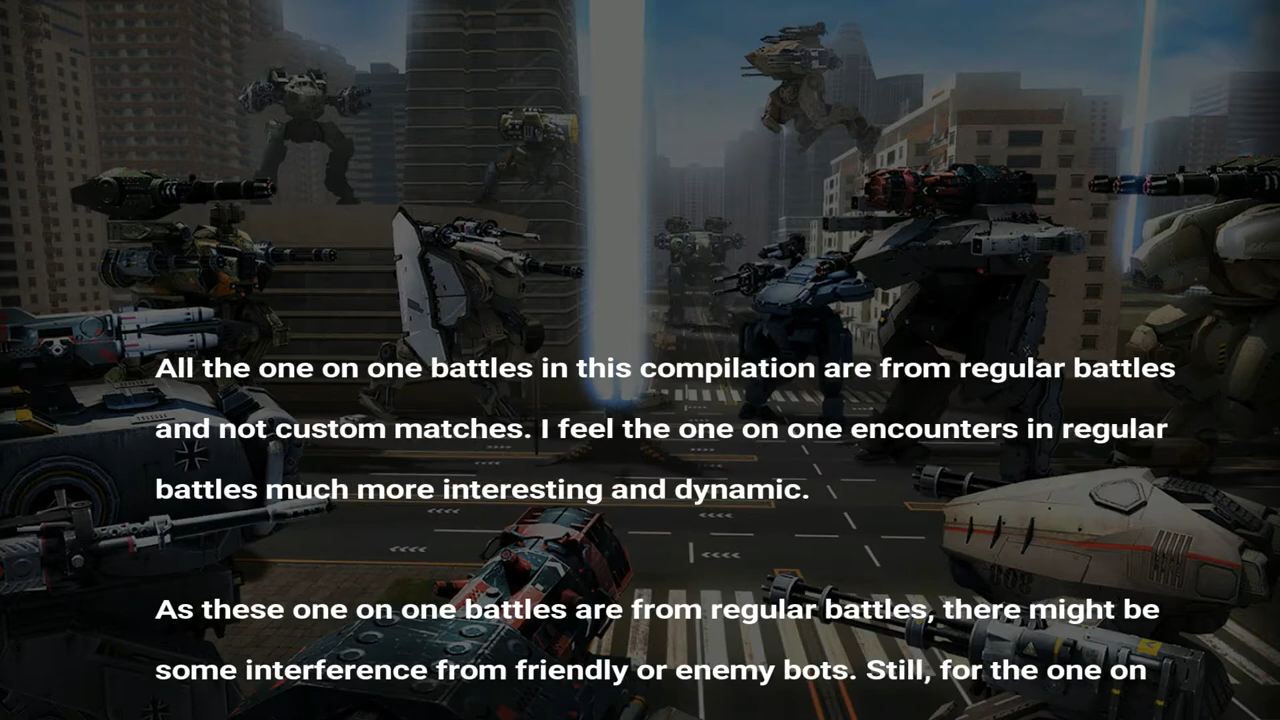 All the one on one battles in this compilation are from regular battles
and not custom matches. I feel the one on one encounters in regular
battles much more interesting and dynamic.
As these one on one battles are from regular battles, there might be
some interference from friendly or enemy bots. Still, for the one on